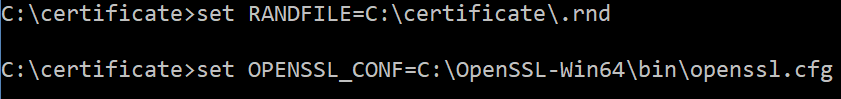 C:\certificate>set RANDFILE=C:\certificate\.rnd
C:\certificate>set OPENSSL_CONF=C:\OpenSSL-Win64\bin\openssl.cfg